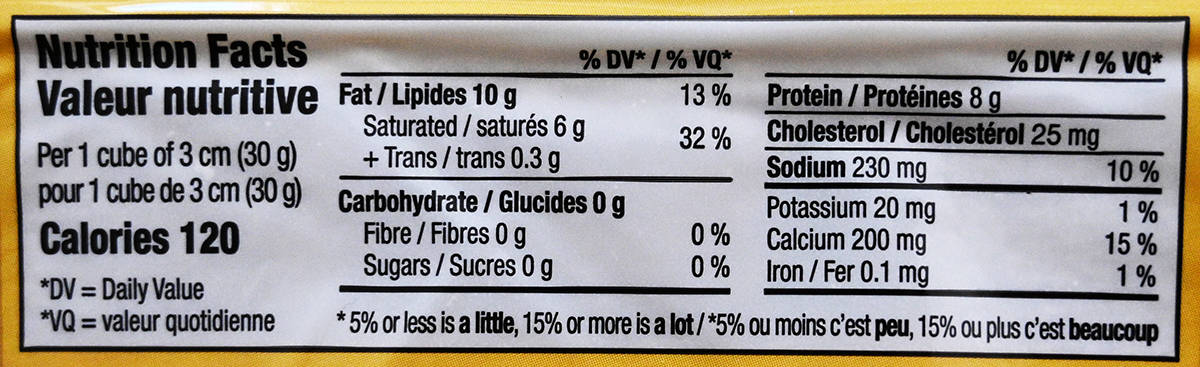 Nutrition Facts
Valeur nutritive
Per 1 cube of 3 cm (30 g)
pour 1 cube de 3 cm (30 g)
Calories 120
*DV = Daily Value
*VQ = valeur quotidienne
% DV* / % VQ*
Fat / Lipides 10 g 13 %
Saturated / saturés 6 g 32 %
+ Trans / trans 0.3 g
Carbohydrate / Glucides 0 g
Fibre / Fibres 0 g 0 %
Sugars / Sucres 0 g 0 %
% DV* / % VQ*
Protein / Protéines 8 g
Cholesterol / Cholestérol 25 mg
Sodium 230 mg 10 %
Potassium 20 mg 1 %
Calcium 200 mg 15 %
Iron / Fer 0.1 mg 1 %
* 5% or less is a little, 15% or more is a lot / *5% ou moins c'est peu, 15% ou plus c'est beaucoup